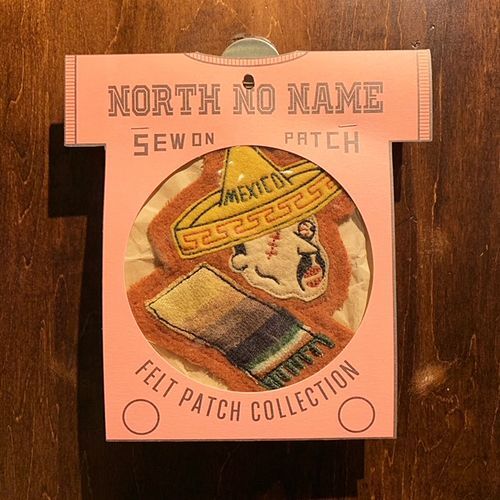 NORTH NO NAME
SEW ON PATCH
MEXICO
FELT PATCH COLLECTION